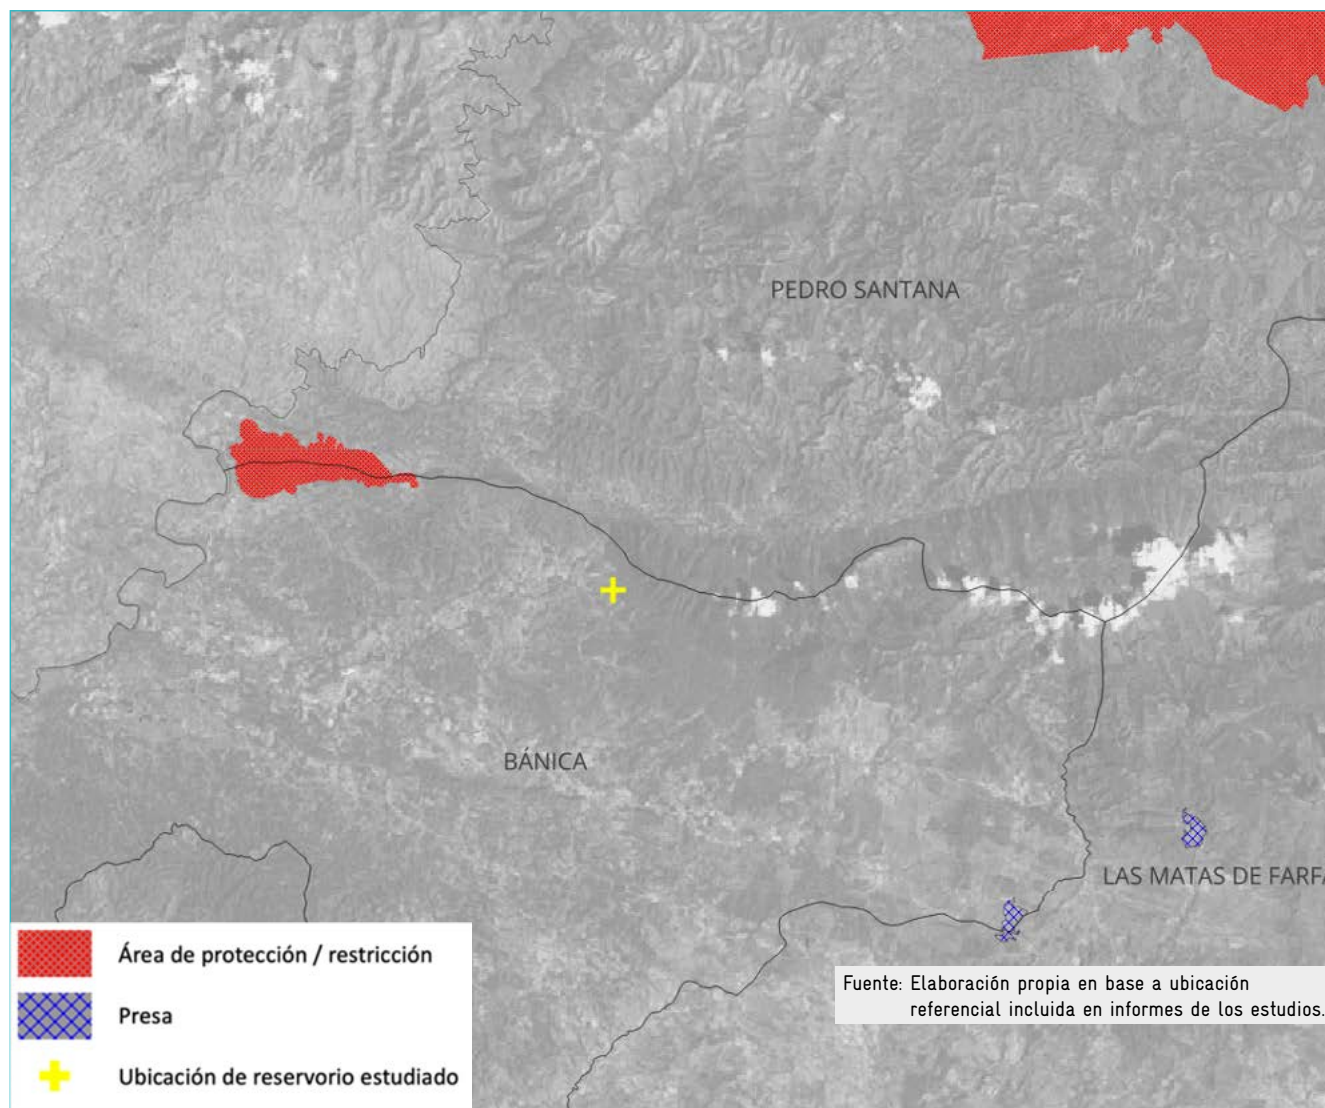 PEDRO SANTANA
BÁNICA
LAS MATAS DE FARFA
Área de protección / restricción
Presa
Ubicación de reservorio estudiado
Fuente: Elaboración propia en base a ubicación
referencial incluida en informes de los estudios.